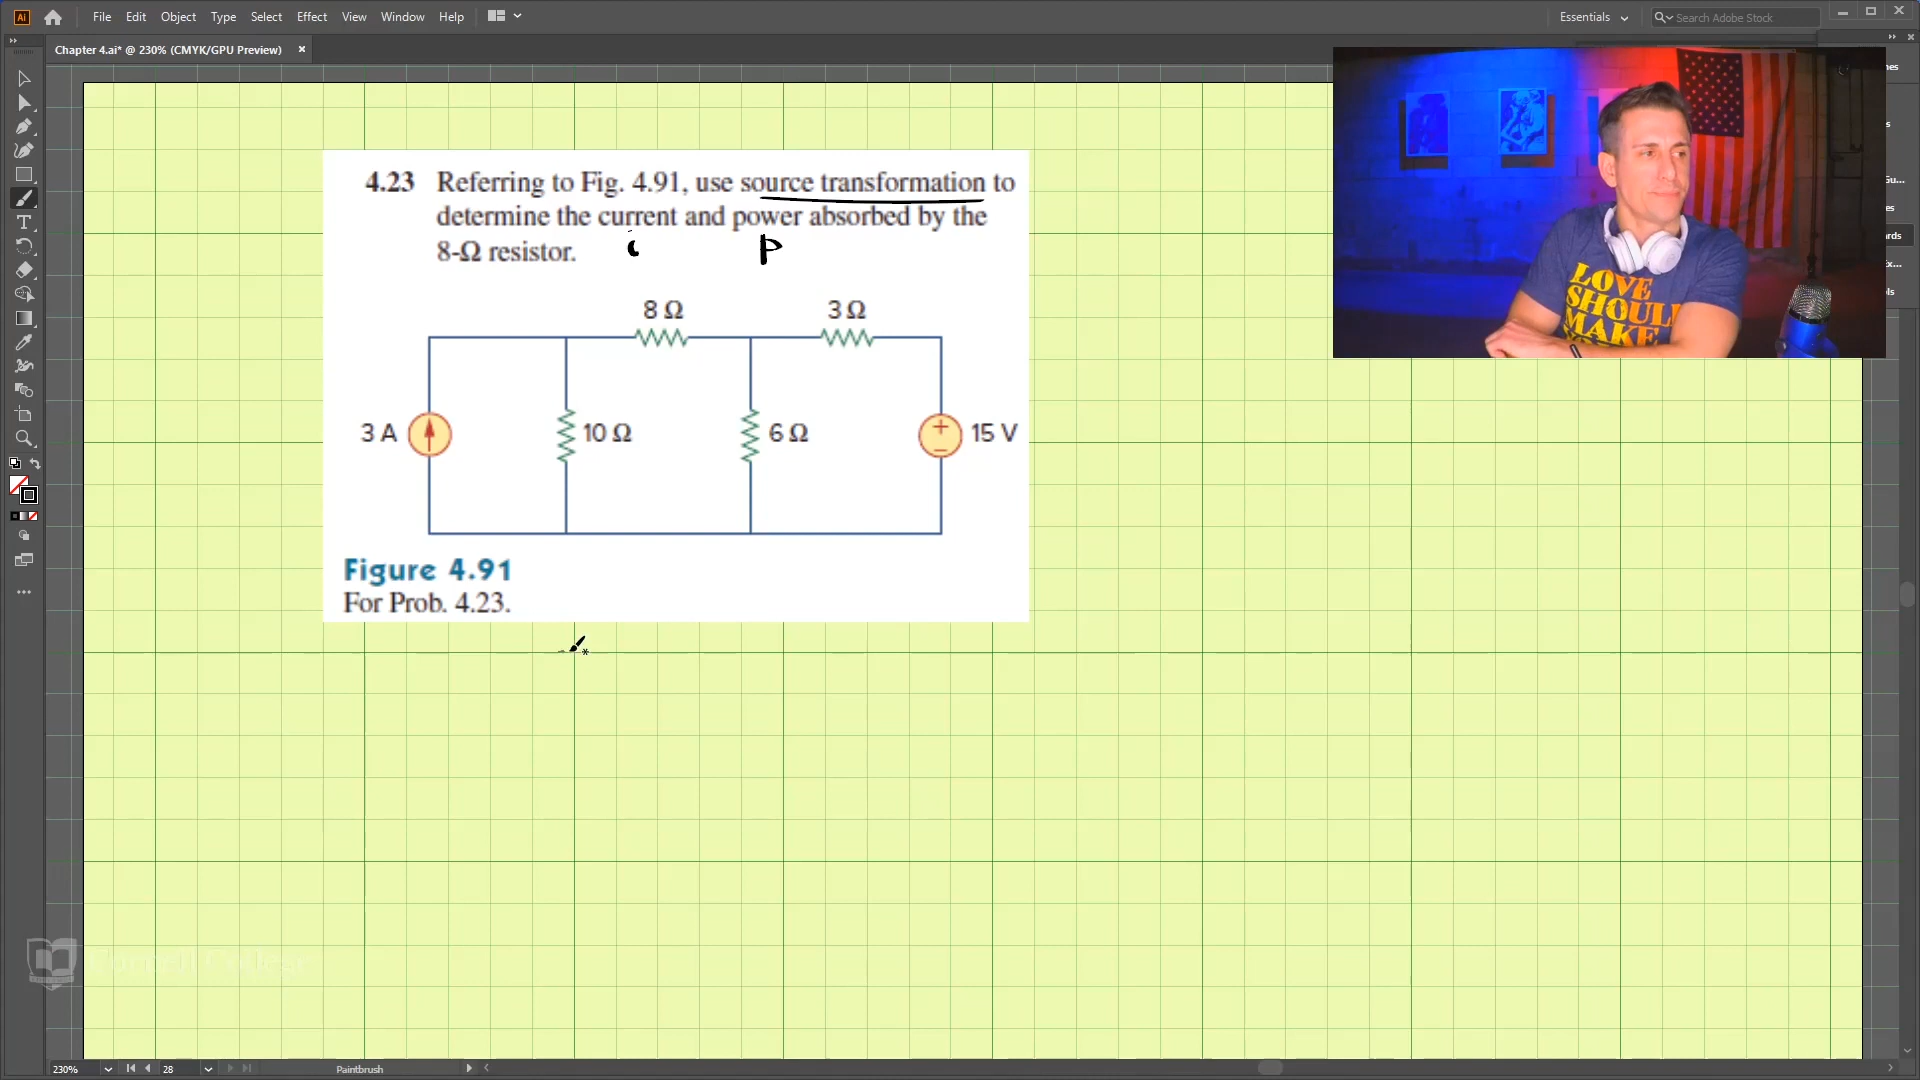 File Edit Object Type Select Effect View Window Help
Essentials
Search Adobe Stock
Chapter 4.ai* @ 230% (CMYK/GPU Preview)
4.23 Referring to Fig. 4.91, use source transformation to
determine the current and power absorbed by the
8-Ω resistor.
i p
8 Ω 3 Ω
3 A 10 Ω 6 Ω + − 15 V
Figure 4.91
For Prob. 4.23.
LOVE
SHOULD
MAKE
Cornell College
230% 28 Paintbrush